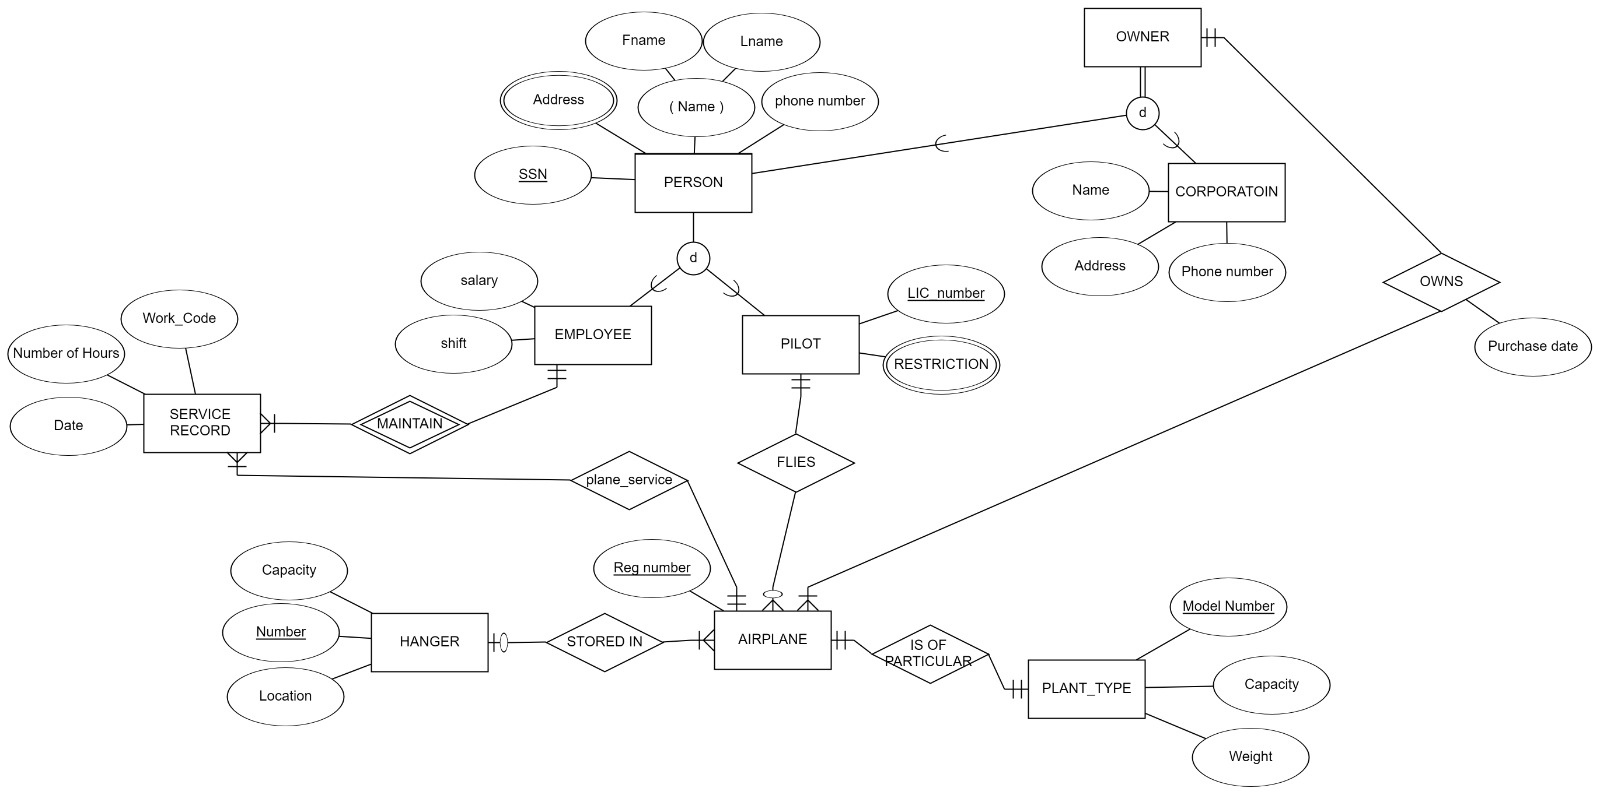 OWNER
Fname
Lname
Address
( Name )
phone number
d
SSN
PERSON
Name
CORPORATOIN
Address
Phone number
d
salary
LIC_number
OWNS
Work_Code
shift
EMPLOYEE
PILOT
RESTRICTION
Purchase date
Number of Hours
Date
SERVICE
RECORD
MAINTAIN
FLIES
plane_service
Capacity
Reg number
Number
HANGER
STORED IN
AIRPLANE
IS OF
PARTICULAR
Model Number
PLANT_TYPE
Capacity
Location
Weight